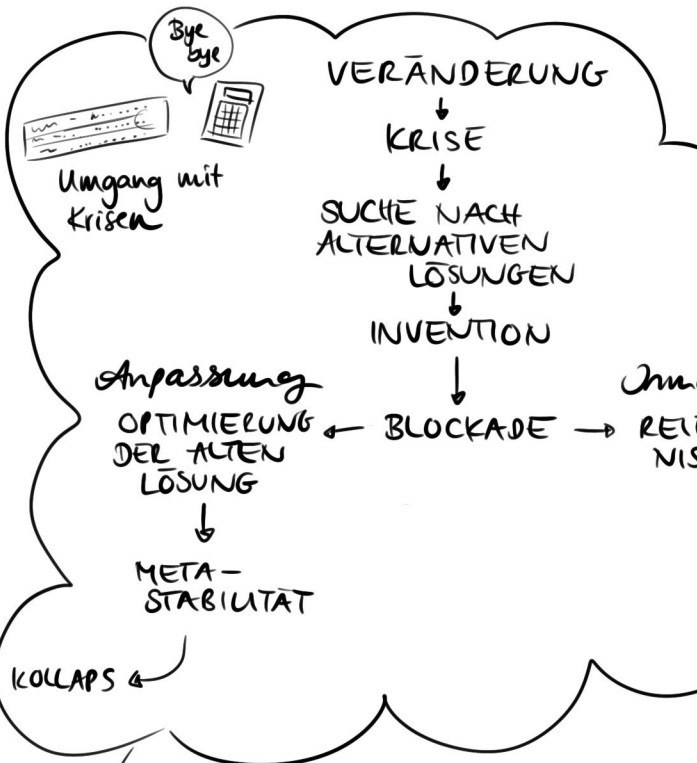 Bye
bye
Umgang mit
Krisen
VERÄNDERUNG
KRISE
SUCHE NACH
ALTERNATIVEN
LÖSUNGEN
INVENTION
BLOCKADE
Anpassung
OPTIMIERUNG
DER ALTEN
LÖSUNG
META-
STABILITÄT
KOLLAPS
NIS